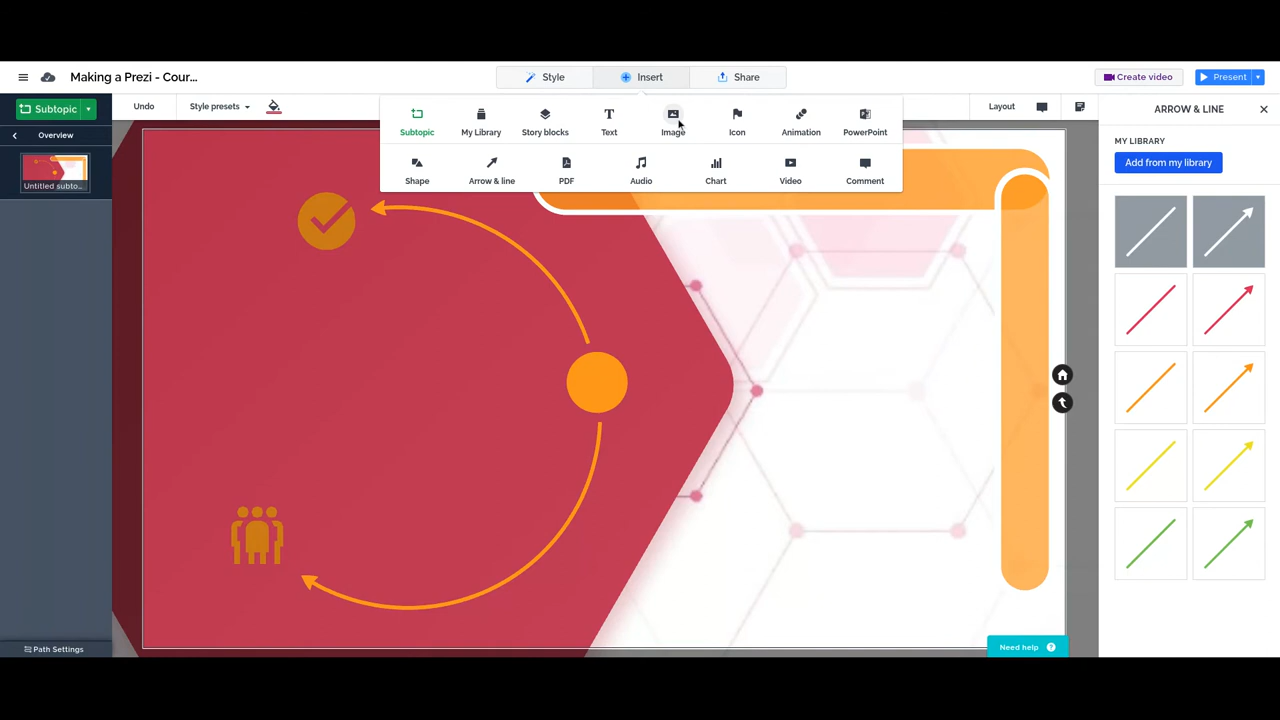 Making a Prezi - Cour...
Style
Insert
Share
Create video
Present
Subtopic
Undo
Style presets
Layout
ARROW & LINE
Overview
Subtopic
My Library
Story blocks
Text
Image
Icon
Animation
PowerPoint
Shape
Arrow & line
PDF
Audio
Chart
Video
Comment
MY LIBRARY
Add from my library
Untitled subto...
Need help ?
Path Settings